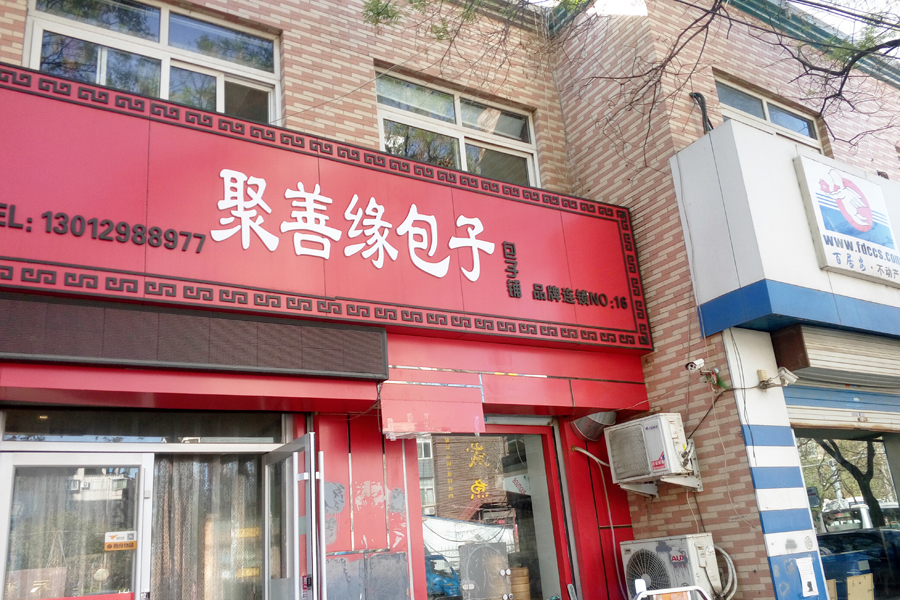 EL: 13012988977
聚善缘包子
包子铺
品牌连锁NO:16
www.fdccs.com
AUX